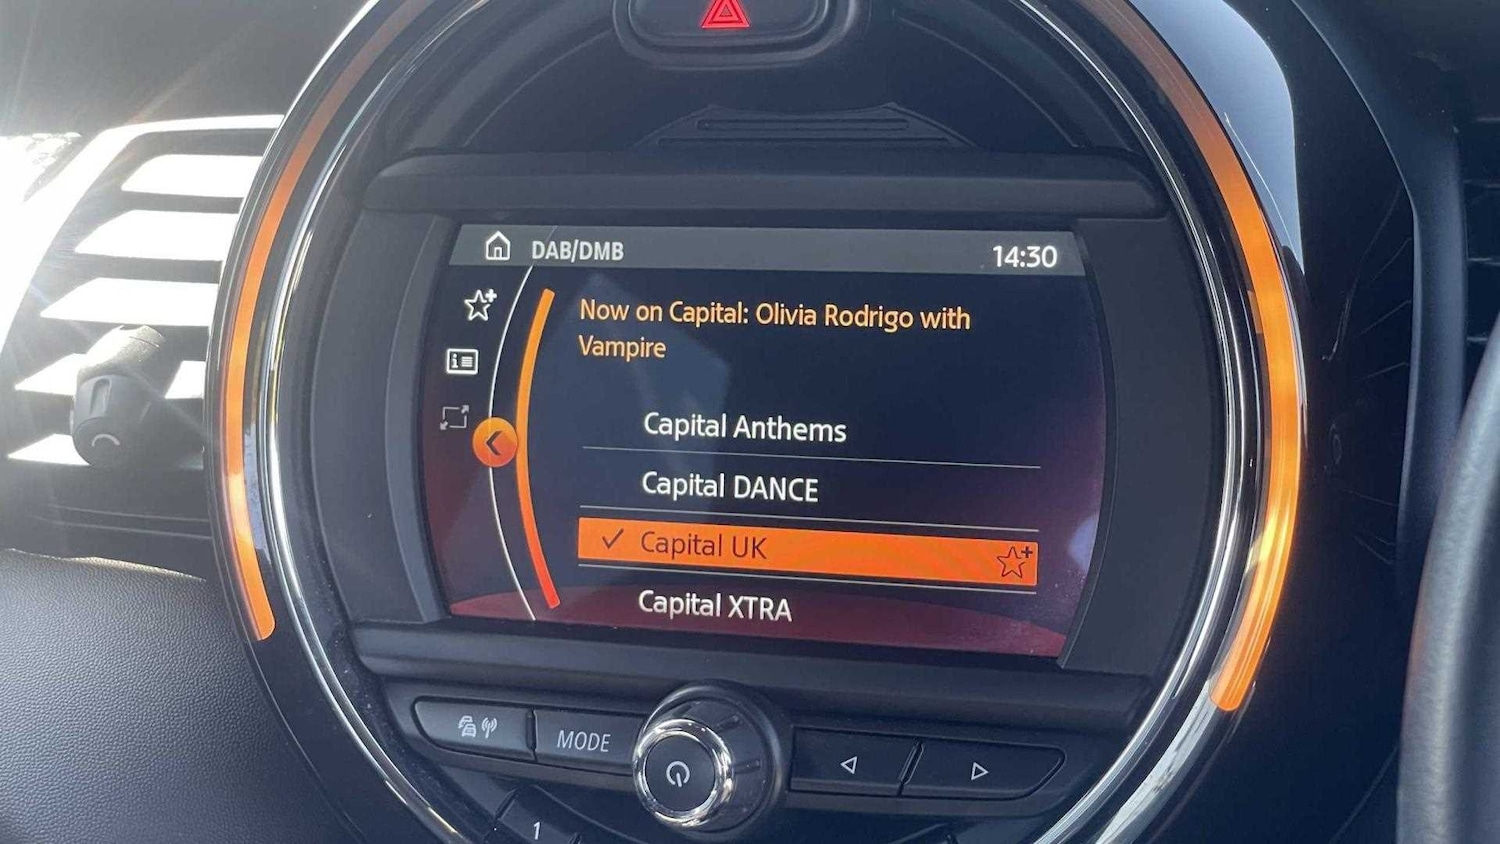 DAB/DMB
14:30
Now on Capital: Olivia Rodrigo with
Vampire
Capital Anthems
Capital DANCE
Capital UK
Capital XTRA
MODE
1